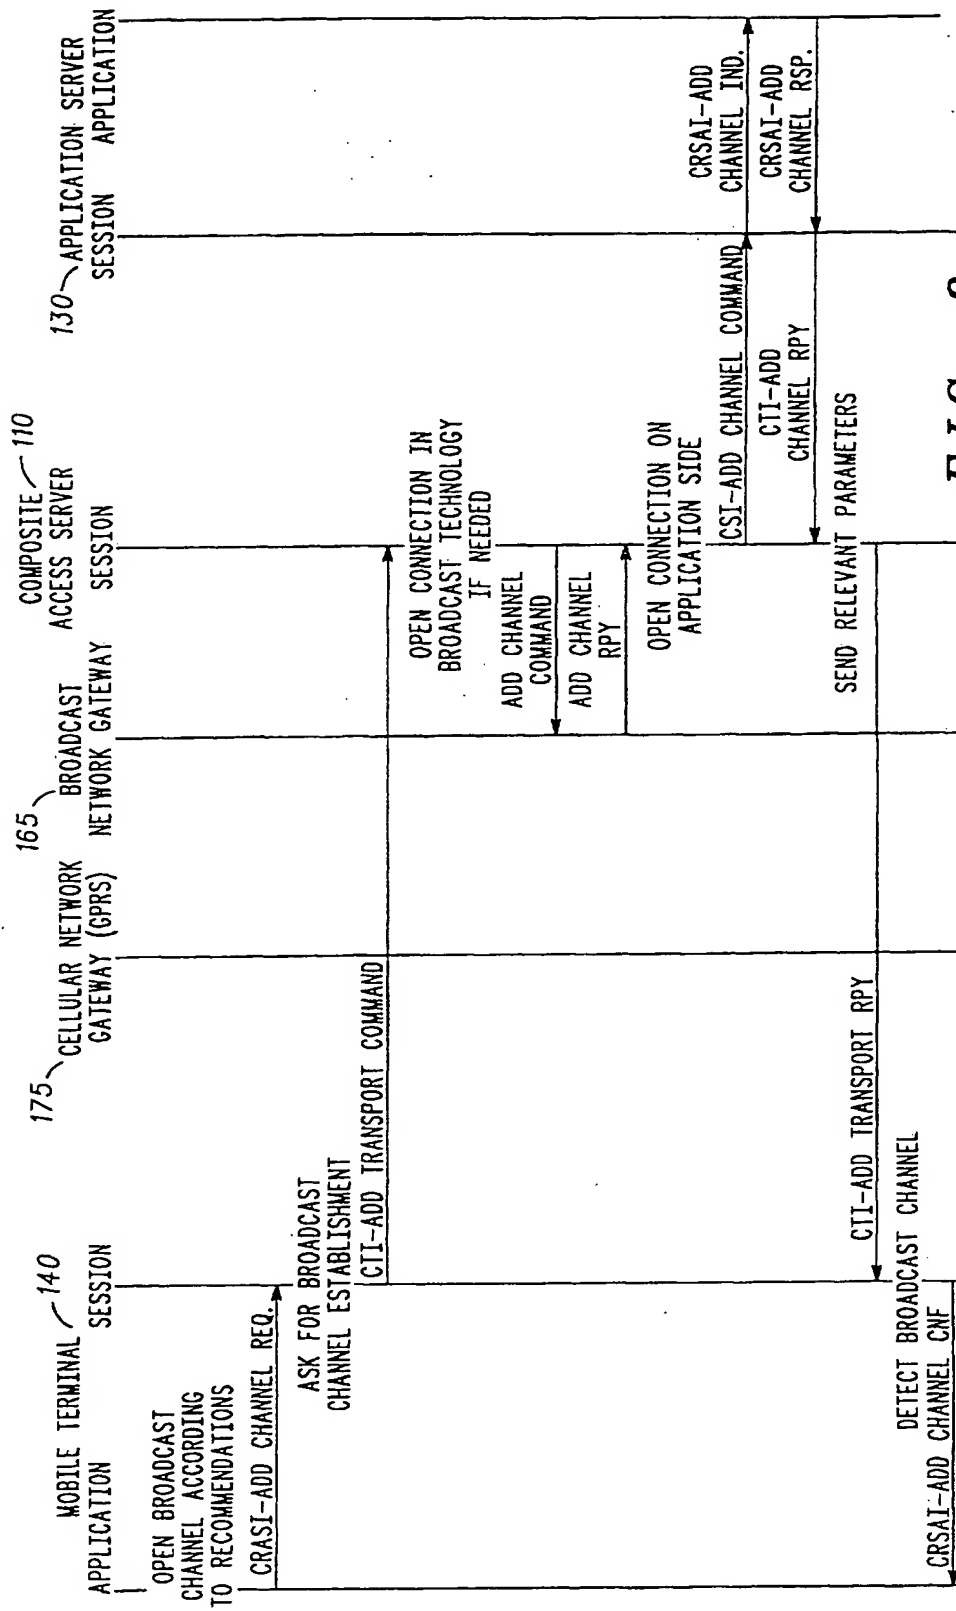 MOBILE TERMINAL 140
APPLICATION
SESSION
175 CELLULAR NETWORK
GATEWAY (GPRS)
165 BROADCAST
NETWORK GATEWAY
COMPOSITE 110
ACCESS SERVER
SESSION
130 APPLICATION SERVER
SESSION
APPLICATION
OPEN BROADCAST
CHANNEL ACCORDING
TO RECOMMENDATIONS
CRASI-ADD CHANNEL REQ.
ASK FOR BROADCAST
CHANNEL ESTABLISHMENT
CTI-ADD TRANSPORT COMMAND
OPEN CONNECTION IN
BROADCAST TECHNOLOGY
IF NEEDED
ADD CHANNEL
COMMAND
ADD CHANNEL
RPY
OPEN CONNECTION ON
APPLICATION SIDE
CSI-ADD CHANNEL COMMAND
CRSAI-ADD
CHANNEL IND.
CRSAI-ADD
CHANNEL RSP.
CTI-ADD
CHANNEL RPY
SEND RELEVANT PARAMETERS
CTI-ADD TRANSPORT RPY
DETECT BROADCAST CHANNEL
CRSAI-ADD CHANNEL CNF